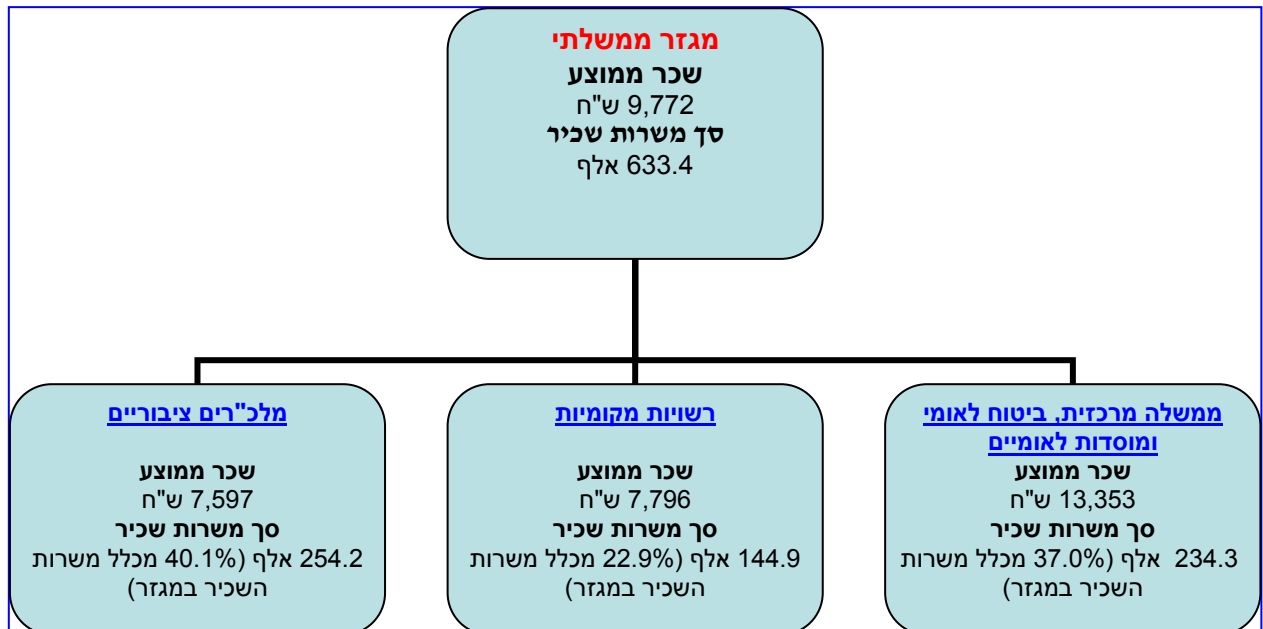 מגזר ממשלתי
שכר ממוצע
9,772 ש"ח
סך משרות שכיר
633.4 אלף
ממשלה מרכזית, ביטוח לאומי
ומוסדות לאומיים
שכר ממוצע
13,353 ש"ח
סך משרות שכיר
234.3 אלף (37.0% מכלל משרות
השכיר במגזר)
רשויות מקומיות
שכר ממוצע
7,796 ש"ח
סך משרות שכיר
144.9 אלף (22.9% מכלל משרות
השכיר במגזר)
מלכ"רים ציבוריים
שכר ממוצע
7,597 ש"ח
סך משרות שכיר
254.2 אלף (40.1% מכלל משרות
השכיר במגזר)